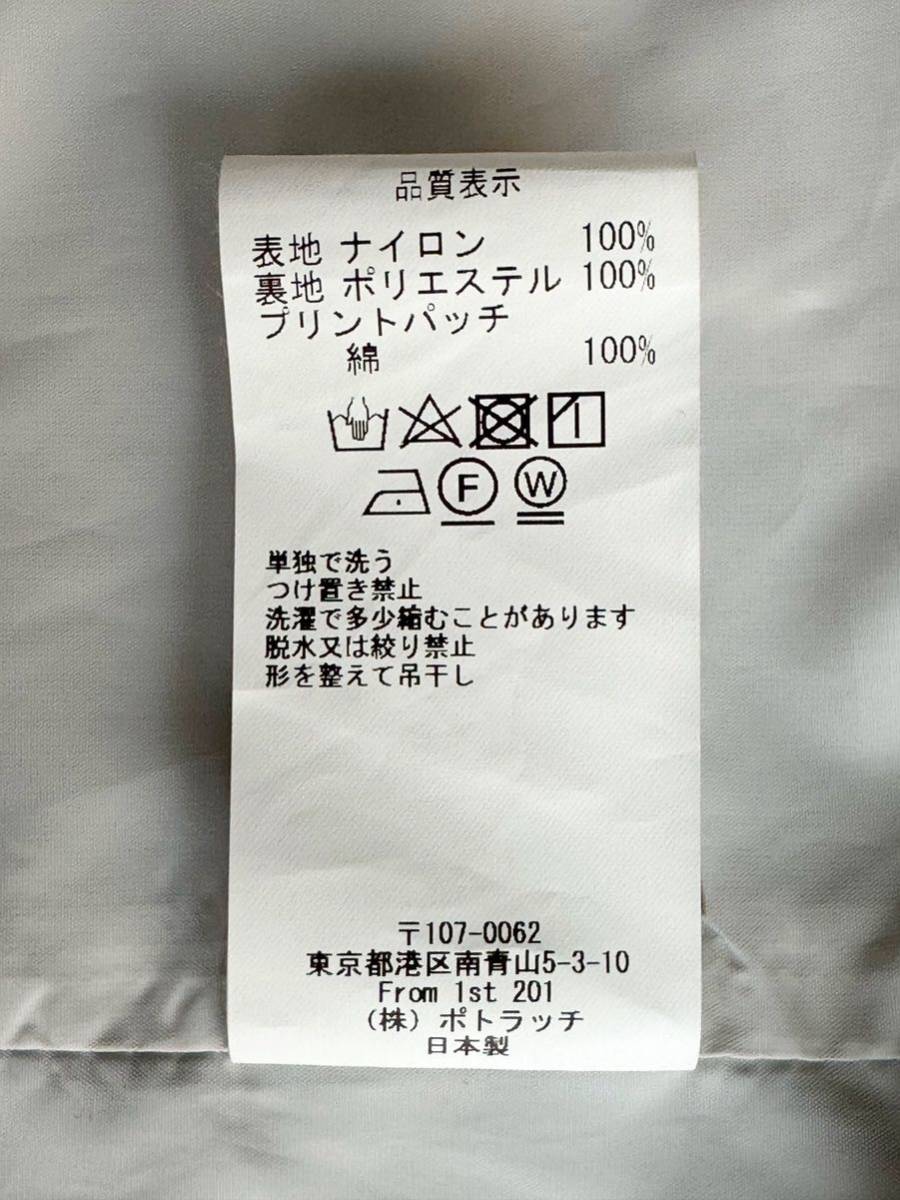 品質表示
表地 ナイロン 100%
裏地 ポリエステル 100%
プリントパッチ
綿 100%
F W
単独で洗う
つけ置き禁止
洗濯で多少縮むことがあります
脱水又は絞り禁止
形を整えて吊干し
〒107-0062
東京都港区南青山5-3-10
From 1st 201
(株) ポトラッチ
日本製